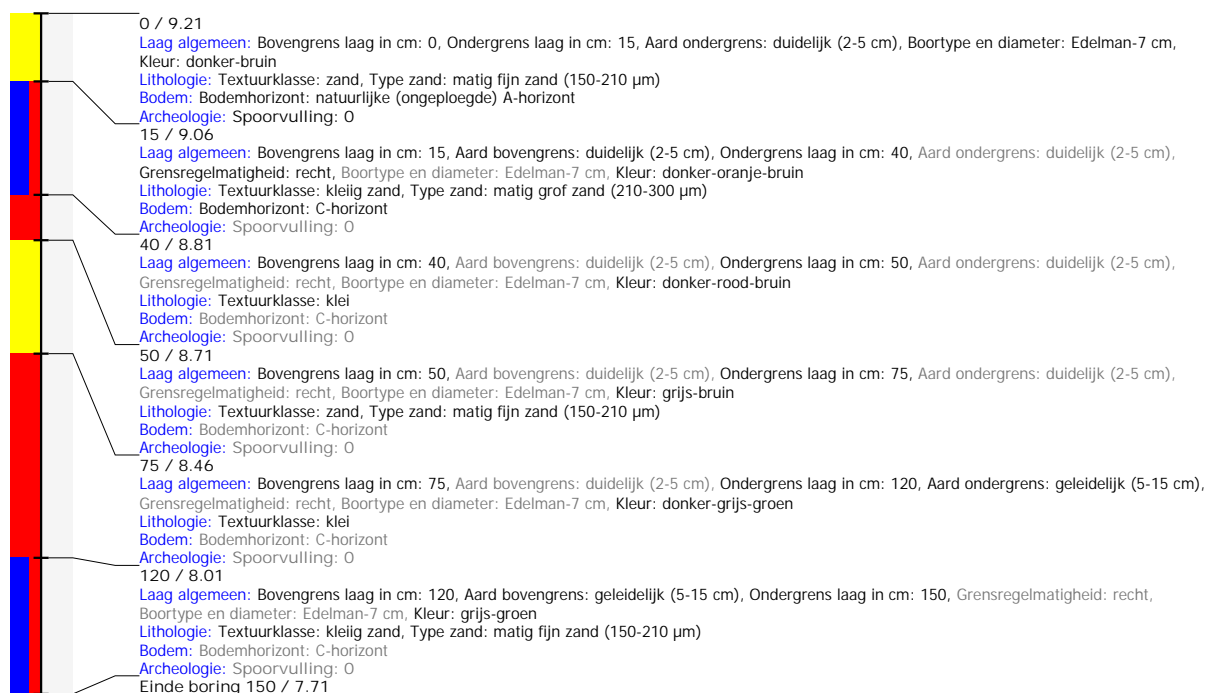 0 / 9.21
Laag algemeen: Bovengrens laag in cm: 0, Ondergrens laag in cm: 15, Aard ondergrens: duidelijk (2-5 cm), Boortype en diameter: Edelman-7 cm,
Kleur: donker-bruin
Lithologie: Textuurklasse: zand, Type zand: matig fijn zand (150-210 µm)
Bodem: Bodemhorizont: natuurlijke (ongeploegde) A-horizont
Archeologie: Spoorvulling: 0
15 / 9.06
Laag algemeen: Bovengrens laag in cm: 15, Aard bovengrens: duidelijk (2-5 cm), Ondergrens laag in cm: 40, Aard ondergrens: duidelijk (2-5 cm),
Grensregelmatigheid: recht, Boortype en diameter: Edelman-7 cm, Kleur: donker-oranje-bruin
Lithologie: Textuurklasse: kleiig zand, Type zand: matig grof zand (210-300 µm)
Bodem: Bodemhorizont: C-horizont
Archeologie: Spoorvulling: 0
40 / 8.81
Laag algemeen: Bovengrens laag in cm: 40, Aard bovengrens: duidelijk (2-5 cm), Ondergrens laag in cm: 50, Aard ondergrens: duidelijk (2-5 cm),
Grensregelmatigheid: recht, Boortype en diameter: Edelman-7 cm, Kleur: donker-rood-bruin
Lithologie: Textuurklasse: klei
Bodem: Bodemhorizont: C-horizont
Archeologie: Spoorvulling: 0
50 / 8.71
Laag algemeen: Bovengrens laag in cm: 50, Aard bovengrens: duidelijk (2-5 cm), Ondergrens laag in cm: 75, Aard ondergrens: duidelijk (2-5 cm),
Grensregelmatigheid: recht, Boortype en diameter: Edelman-7 cm, Kleur: grijs-bruin
Lithologie: Textuurklasse: zand, Type zand: matig fijn zand (150-210 µm)
Bodem: Bodemhorizont: C-horizont
Archeologie: Spoorvulling: 0
75 / 8.46
Laag algemeen: Bovengrens laag in cm: 75, Aard bovengrens: duidelijk (2-5 cm), Ondergrens laag in cm: 120, Aard ondergrens: geleidelijk (5-15 cm),
Grensregelmatigheid: recht, Boortype en diameter: Edelman-7 cm, Kleur: donker-grijs-groen
Lithologie: Textuurklasse: klei
Bodem: Bodemhorizont: C-horizont
Archeologie: Spoorvulling: 0
120 / 8.01
Laag algemeen: Bovengrens laag in cm: 120, Aard bovengrens: geleidelijk (5-15 cm), Ondergrens laag in cm: 150, Grensregelmatigheid: recht,
Boortype en diameter: Edelman-7 cm, Kleur: grijs-groen
Lithologie: Textuurklasse: kleiig zand, Type zand: matig fijn zand (150-210 µm)
Bodem: Bodemhorizont: C-horizont
Archeologie: Spoorvulling: 0
Einde boring 150 / 7.71